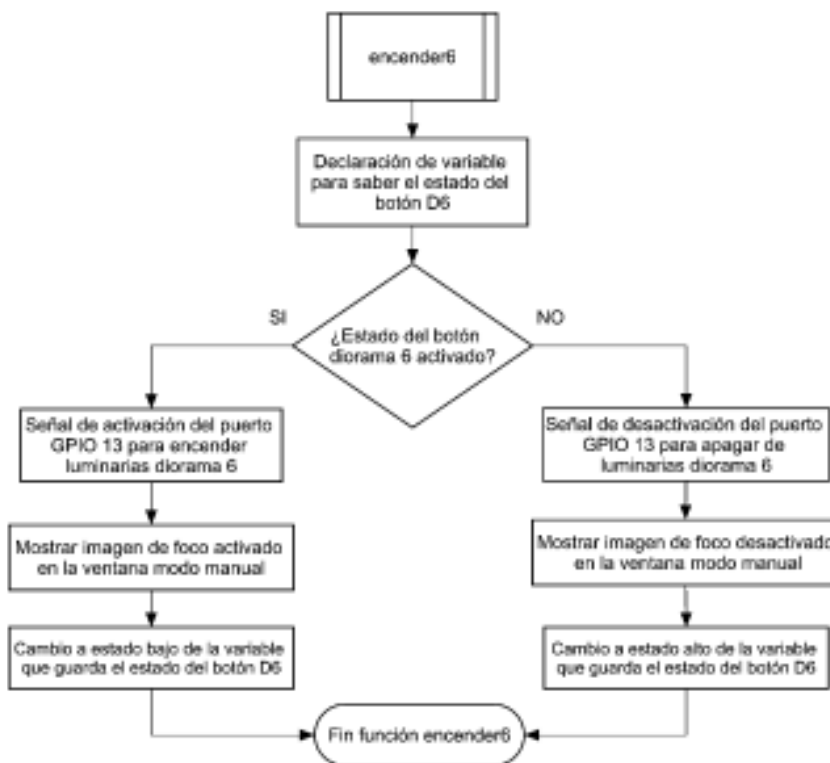 encender6
Declaración de variable
para saber el estado del
botón D6
SI
NO
¿Estado del botón
diorama 6 activado?
Señal de activación del puerto
GPIO 13 para encender
luminarias diorama 6
Mostrar imagen de foco activado
en la ventana modo manual
Cambio a estado bajo de la variable
que guarda el estado del botón D6
Señal de desactivación del puerto
GPIO 13 para apagar de
luminarias diorama 6
Mostrar imagen de foco desactivado
en la ventana modo manual
Cambio a estado alto de la variable
que guarda el estado del botón D6
Fin función encender6